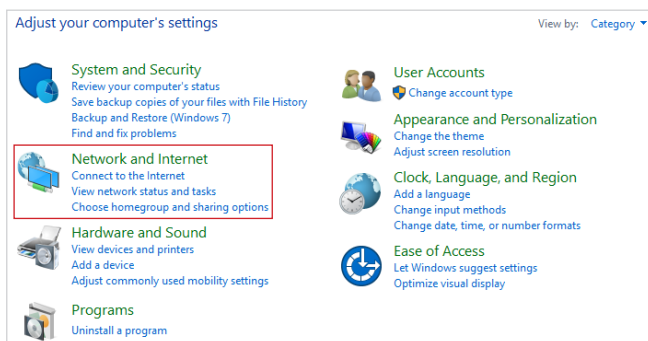 Adjust your computer's settings
View by: Category
System and Security
Review your computer's status
Save backup copies of your files with File History
Backup and Restore (Windows 7)
Find and fix problems
Network and Internet
Connect to the Internet
View network status and tasks
Choose homegroup and sharing options
Hardware and Sound
View devices and printers
Add a device
Adjust commonly used mobility settings
Programs
Uninstall a program
User Accounts
Change account type
Appearance and Personalization
Change the theme
Adjust screen resolution
Clock, Language, and Region
Add a language
Change input methods
Change date, time, or number formats
Ease of Access
Let Windows suggest settings
Optimize visual display